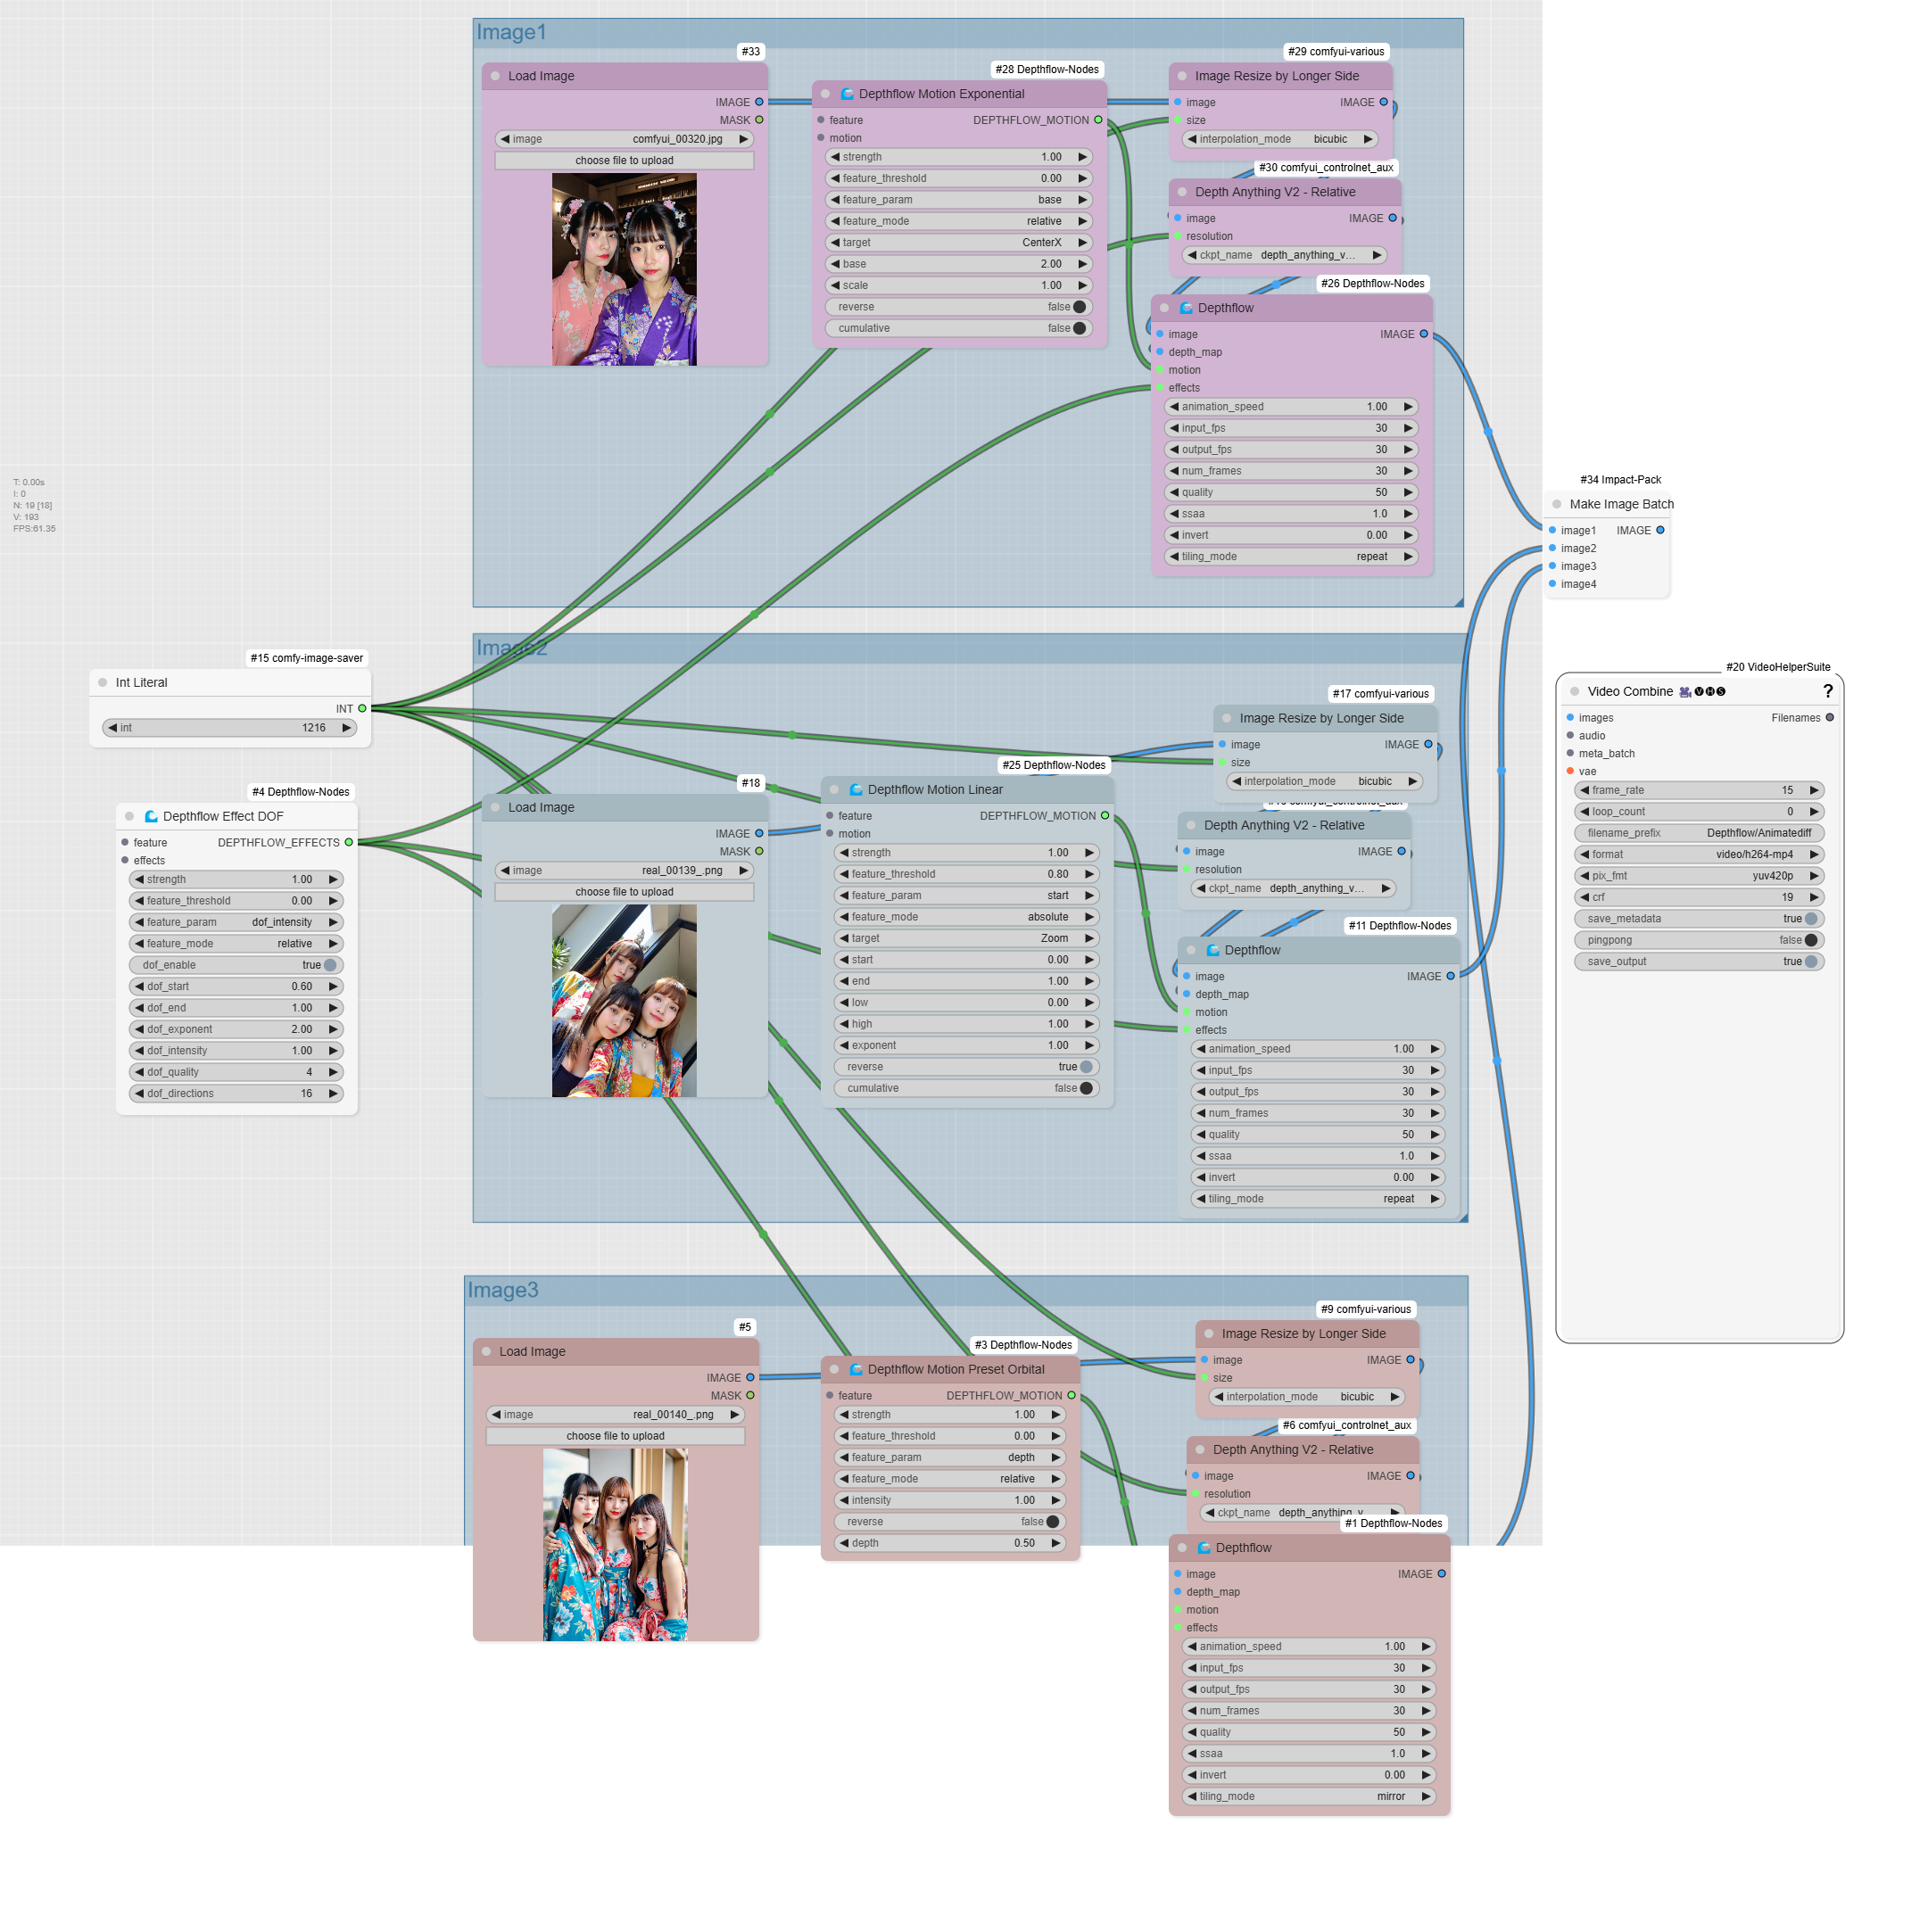 Image1
#33
Load Image
IMAGE
MASK
image comfyui_00320.jpg
choose file to upload
#28 Depthflow-Nodes
Depthflow Motion Exponential
feature DEPTHFLOW_MOTION
motion
strength 1.00
feature_threshold 0.00
feature_param base
feature_mode relative
target CenterX
base 2.00
scale 1.00
reverse false
cumulative false
#29 comfyui-various
Image Resize by Longer Side
image IMAGE
size
interpolation_mode bicubic
#30 comfyui_controlnet_aux
Depth Anything V2 - Relative
image IMAGE
resolution
ckpt_name depth_anything_v...
#26 Depthflow-Nodes
Depthflow
image IMAGE
depth_map
motion
effects
animation_speed 1.00
input_fps 30
output_fps 30
num_frames 30
quality 50
ssaa 1.0
invert 0.00
tiling_mode repeat
T: 0.00s
I: 0
N: 19 [18]
V: 193
FPS:61.35
#34 Impact-Pack
Make Image Batch
image1 IMAGE
image2
image3
image4
#15 comfy-image-saver
Int Literal
INT
int 1216
#4 Depthflow-Nodes
Depthflow Effect DOF
feature DEPTHFLOW_EFFECTS
effects
strength 1.00
feature_threshold 0.00
feature_param dof_intensity
feature_mode relative
dof_enable true
dof_start 0.60
dof_end 1.00
dof_exponent 2.00
dof_intensity 1.00
dof_quality 4
dof_directions 16
Image2
#18
Load Image
IMAGE
MASK
image real_00139_.png
choose file to upload
#25 Depthflow-Nodes
Depthflow Motion Linear
feature DEPTHFLOW_MOTION
motion
strength 1.00
feature_threshold 0.80
feature_param start
feature_mode absolute
target Zoom
start 0.00
end 1.00
low 0.00
high 1.00
exponent 1.00
reverse true
cumulative false
#17 comfyui-various
Image Resize by Longer Side
image IMAGE
size
interpolation_mode bicubic
comfyui_controlnet_aux
Depth Anything V2 - Relative
image IMAGE
resolution
ckpt_name depth_anything_v...
#11 Depthflow-Nodes
Depthflow
image IMAGE
depth_map
motion
effects
animation_speed 1.00
input_fps 30
output_fps 30
num_frames 30
quality 50
ssaa 1.0
invert 0.00
tiling_mode repeat
#20 VideoHelperSuite
Video Combine 🎥🅥🅗🅢 ?
images Filenames
audio
meta_batch
vae
frame_rate 15
loop_count 0
filename_prefix Depthflow/Animatediff
format video/h264-mp4
pix_fmt yuv420p
crf 19
save_metadata true
pingpong false
save_output true
Image3
#5
Load Image
IMAGE
MASK
image real_00140_.png
choose file to upload
#3 Depthflow-Nodes
Depthflow Motion Preset Orbital
feature DEPTHFLOW_MOTION
strength 1.00
feature_threshold 0.00
feature_param depth
feature_mode relative
intensity 1.00
reverse false
depth 0.50
#9 comfyui-various
Image Resize by Longer Side
image IMAGE
size
interpolation_mode bicubic
#6 comfyui_controlnet_aux
Depth Anything V2 - Relative
image IMAGE
resolution
ckpt_name depth_anything_v
#1 Depthflow-Nodes
Depthflow
image IMAGE
depth_map
motion
effects
animation_speed 1.00
input_fps 30
output_fps 30
num_frames 30
quality 50
ssaa 1.0
invert 0.00
tiling_mode mirror